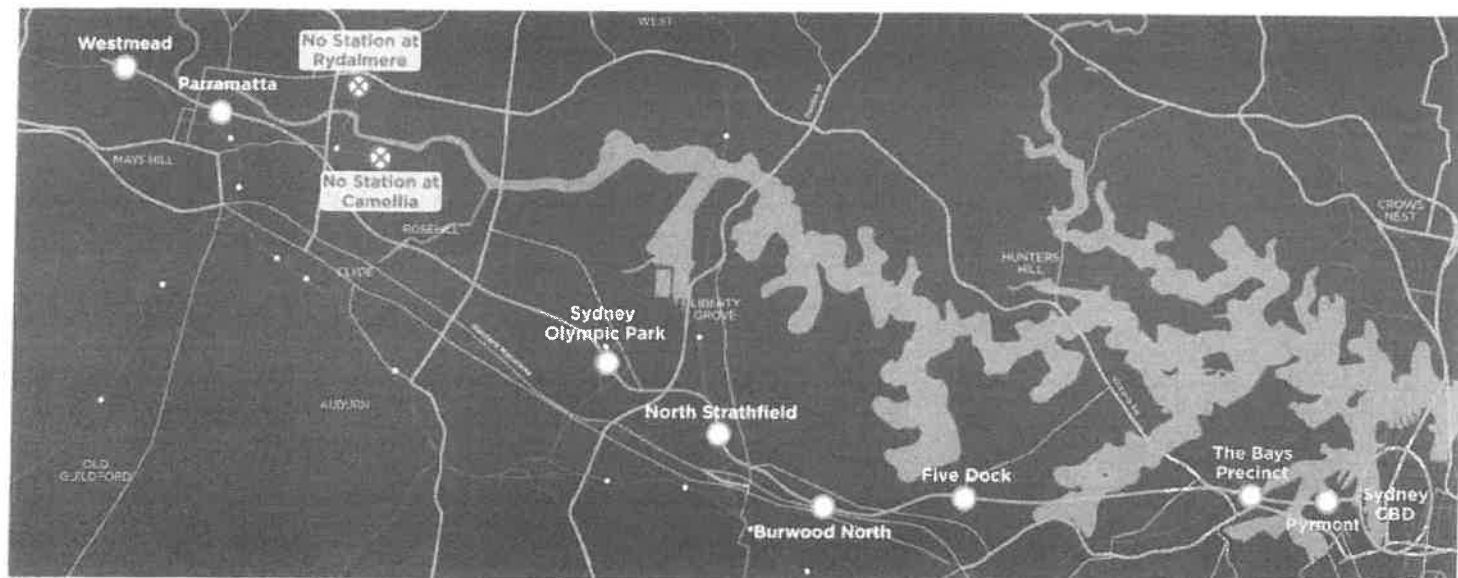 WEST
Westmead
No Station at
Rydalmere
Parramatta
MAYS HILL
No Station at
Camellia
ROSEHILL
CLYDE
CROWS
NEST
HUNTERS
HILL
LIBERTY
GROVE
Sydney
Olympic Park
AUBURN
North Strathfield
OLD
GUILDFORD
Five Dock
The Bays
Precinct
Sydney
CBD
Pyrmont
*Burwood North